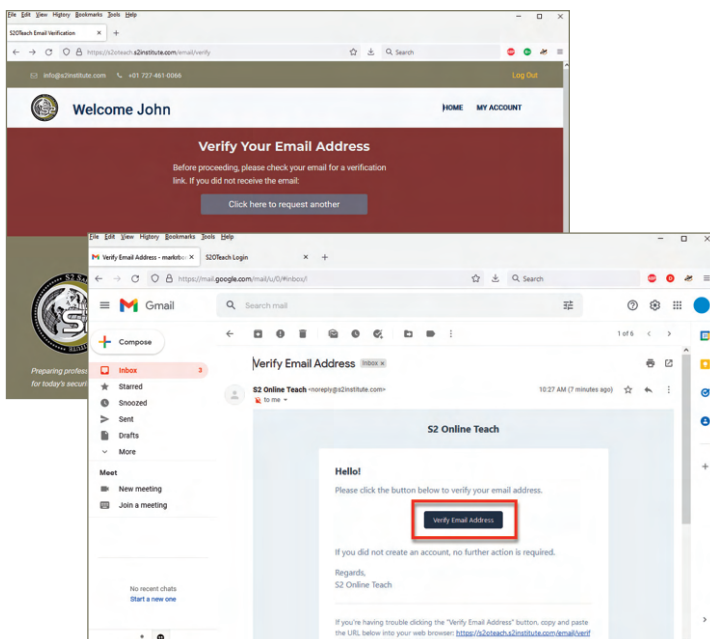 File Edit View History Bookmarks Tools Help
S2OTeach Email Verification
https://s2oteach.s2institute.com/email/verify
Search
info@s2institute.com +01 727-461-0066
Log Out
Welcome John
HOME MY ACCOUNT
Verify Your Email Address
Before proceeding, please check your email for a verification
link. If you did not receive the email:
Click here to request another
Preparing profess
for today's securi
File Edit View History Bookmarks Tools Help
Verify Email Address - S2OTeach Login
https://mail.google.com/mail/u/0/#inbox/
Search
Gmail
Search mail
Compose
1 of 6
Inbox 3
Starred
Snoozed
Sent
Drafts
More
Meet
New meeting
Join a meeting
No recent chats
Start a new one
Verify Email Address Inbox x
S2 Online Teach <noreply@s2institute.com>
10:27 AM (7 minutes ago)
to me
S2 Online Teach
Hello!
Please click the button below to verify your email address.
Verify Email Address
If you did not create an account, no further action is required.
Regards,
S2 Online Teach
If you're having trouble clicking the "Verify Email Address" button, copy and paste
the URL below into your web browser: https://s2oteach.s2institute.com/email/verif